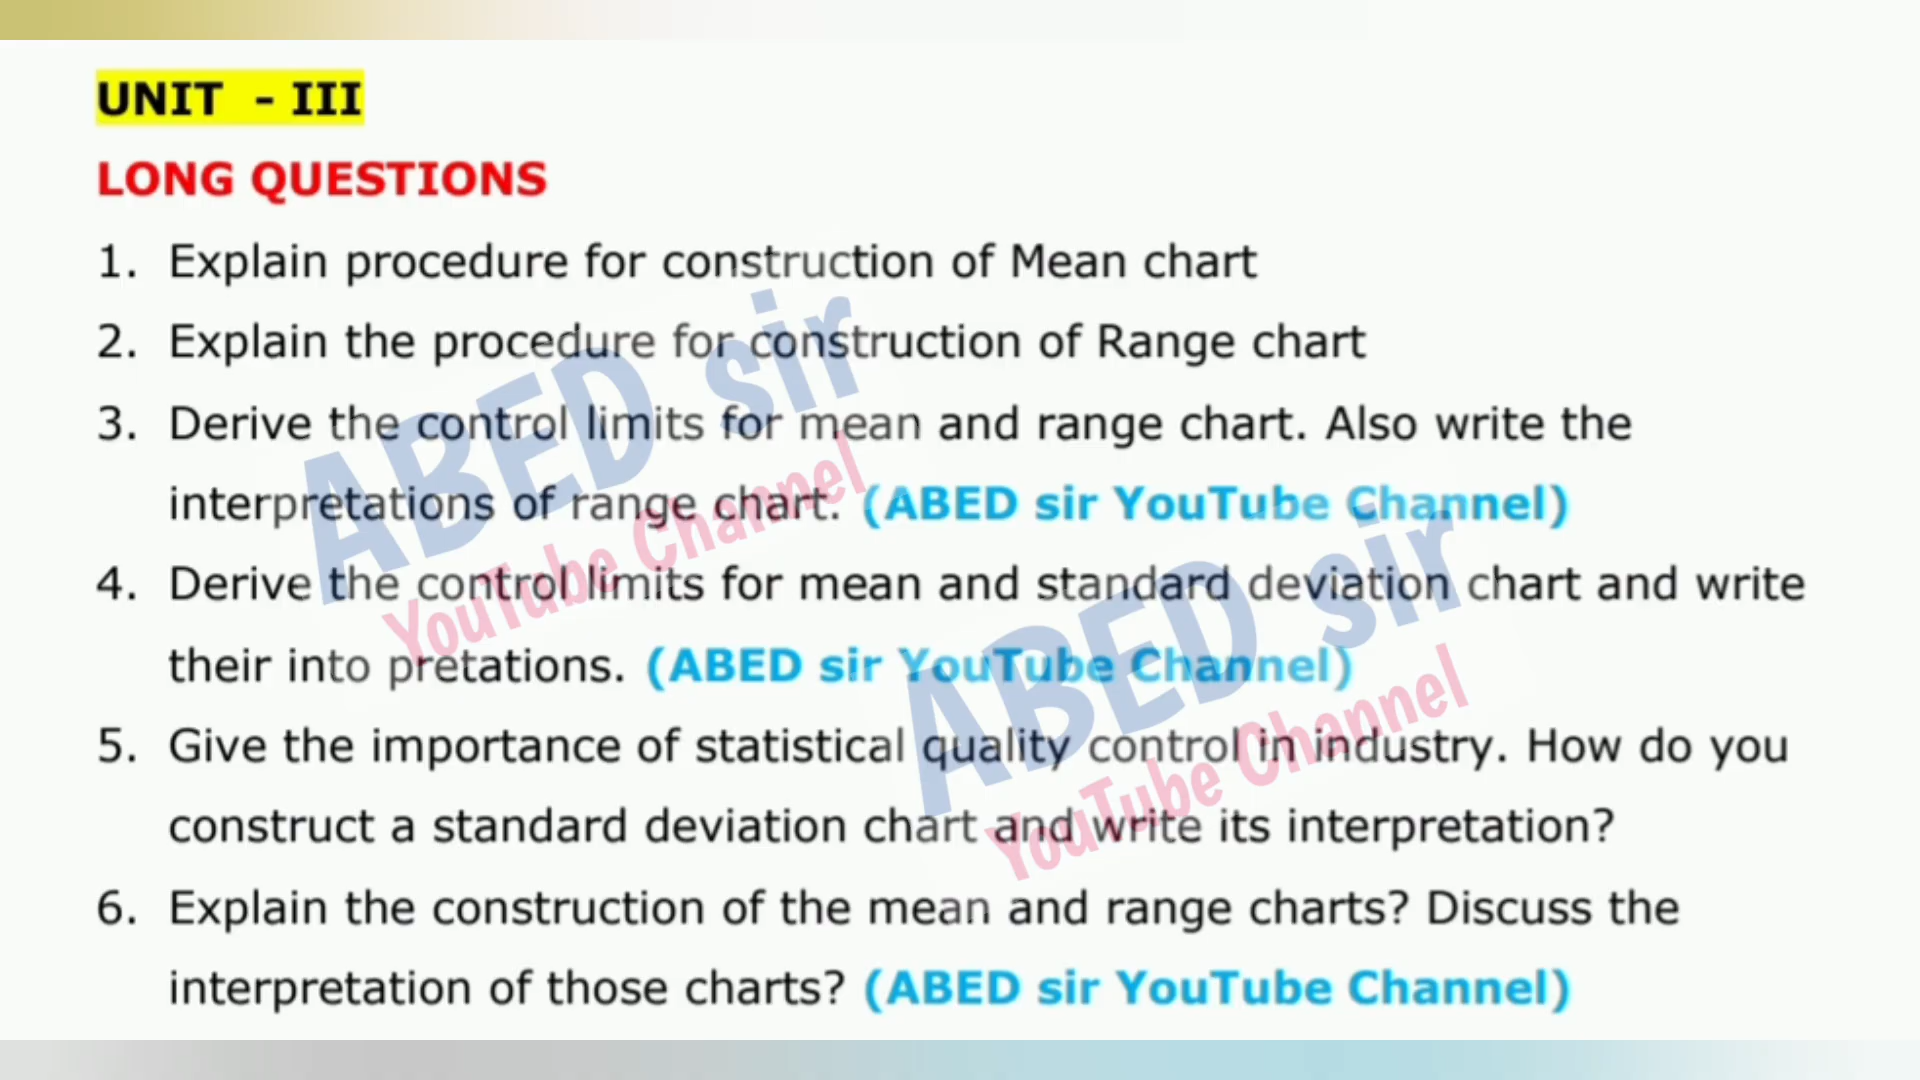 UNIT - III
LONG QUESTIONS
1. Explain procedure for construction of Mean chart
2. Explain the procedure for construction of Range chart
3. Derive the control limits for mean and range chart. Also write the
interpretations of range chart. (ABED sir YouTube Channel)
4. Derive the control limits for mean and standard deviation chart and write
their into pretations. (ABED sir YouTube Channel)
5. Give the importance of statistical quality control in industry. How do you
construct a standard deviation chart and write its interpretation?
6. Explain the construction of the mean and range charts? Discuss the
interpretation of those charts? (ABED sir YouTube Channel)
ABED sir
YouTube Channel
ABED sir
YouTube Channel